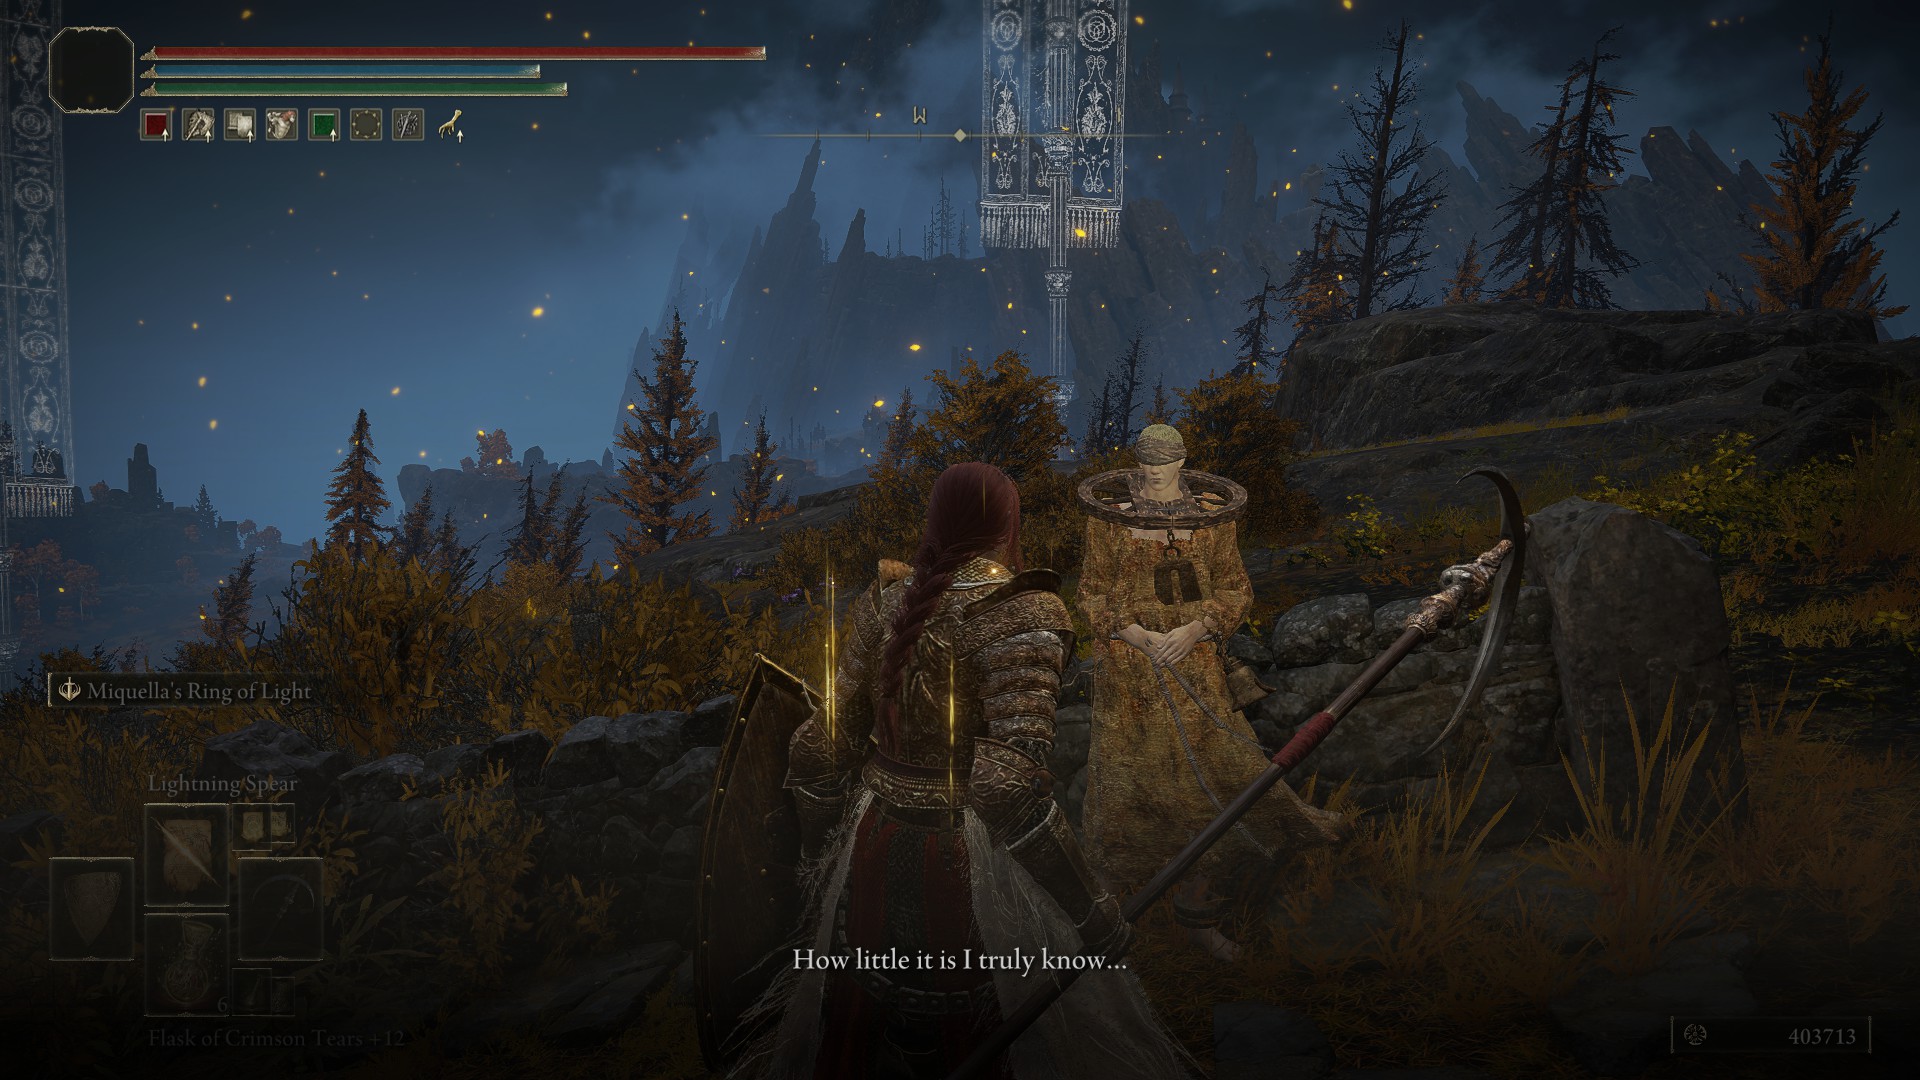 W
Miquella's Ring of Light
Lightning Spear
6
How little it is I truly know...
Flask of Crimson Tears +12
403713